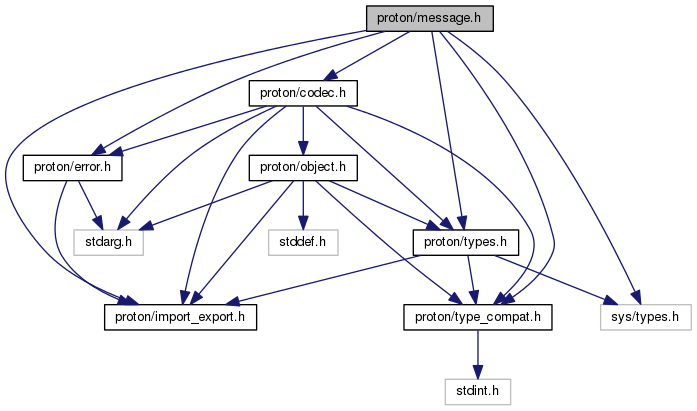 proton/message.h
proton/codec.h
proton/error.h
proton/object.h
stdarg.h
stddef.h
proton/types.h
proton/import_export.h
proton/type_compat.h
sys/types.h
stdint.h